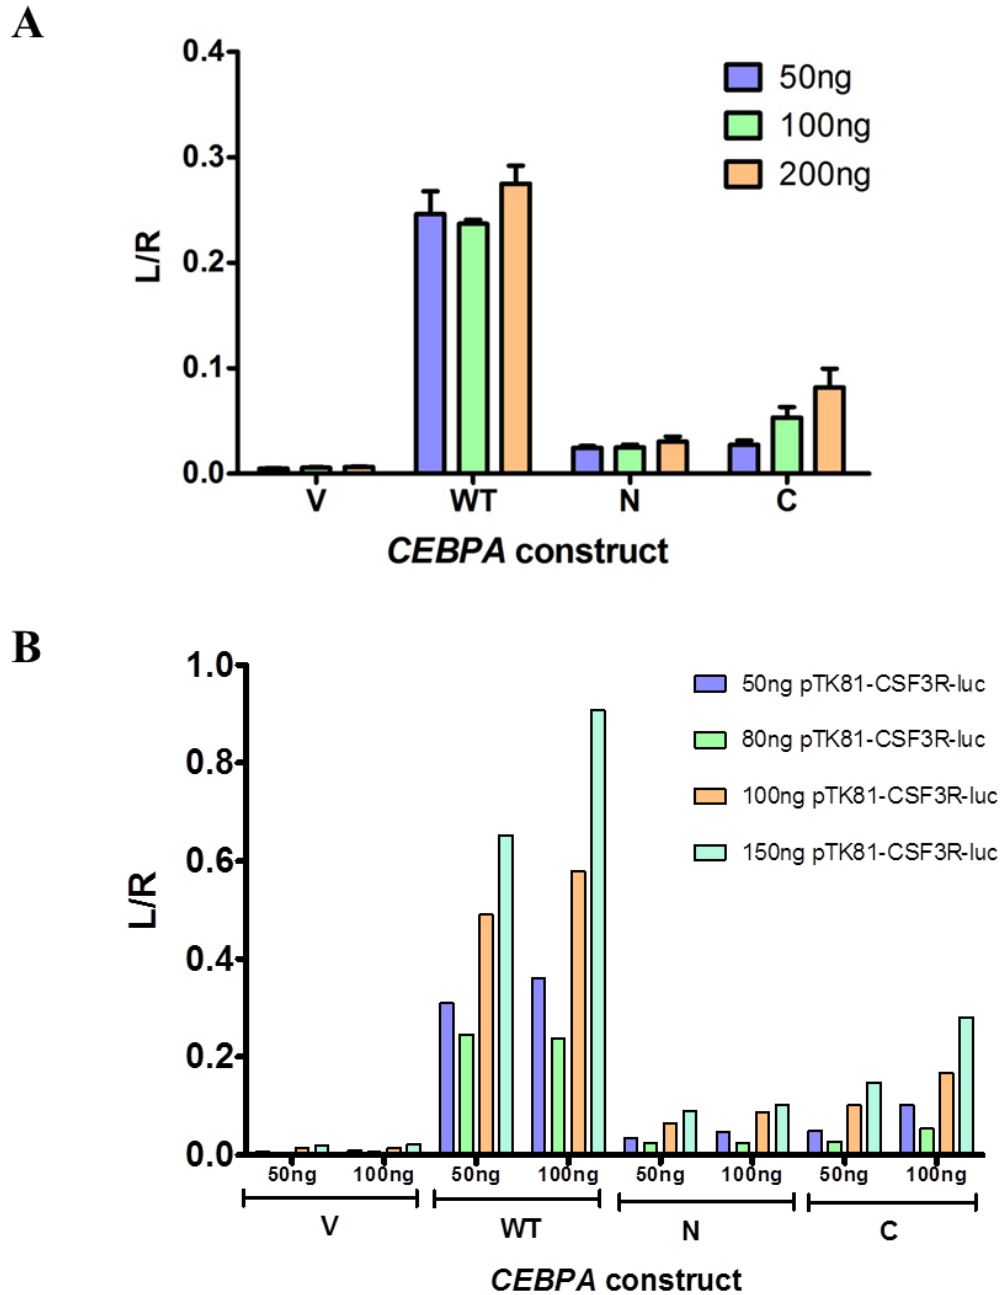 A
0.4
0.3
0.2
0.1
0.0
L/R
50ng
100ng
200ng
V WT N C
CEBPA construct
B
1.0
0.8
0.6
0.4
0.2
0.0
L/R
50ng pTK81-CSF3R-luc
80ng pTK81-CSF3R-luc
100ng pTK81-CSF3R-luc
150ng pTK81-CSF3R-luc
50ng 100ng 50ng 100ng 50ng 100ng 50ng 100ng
V WT N C
CEBPA construct